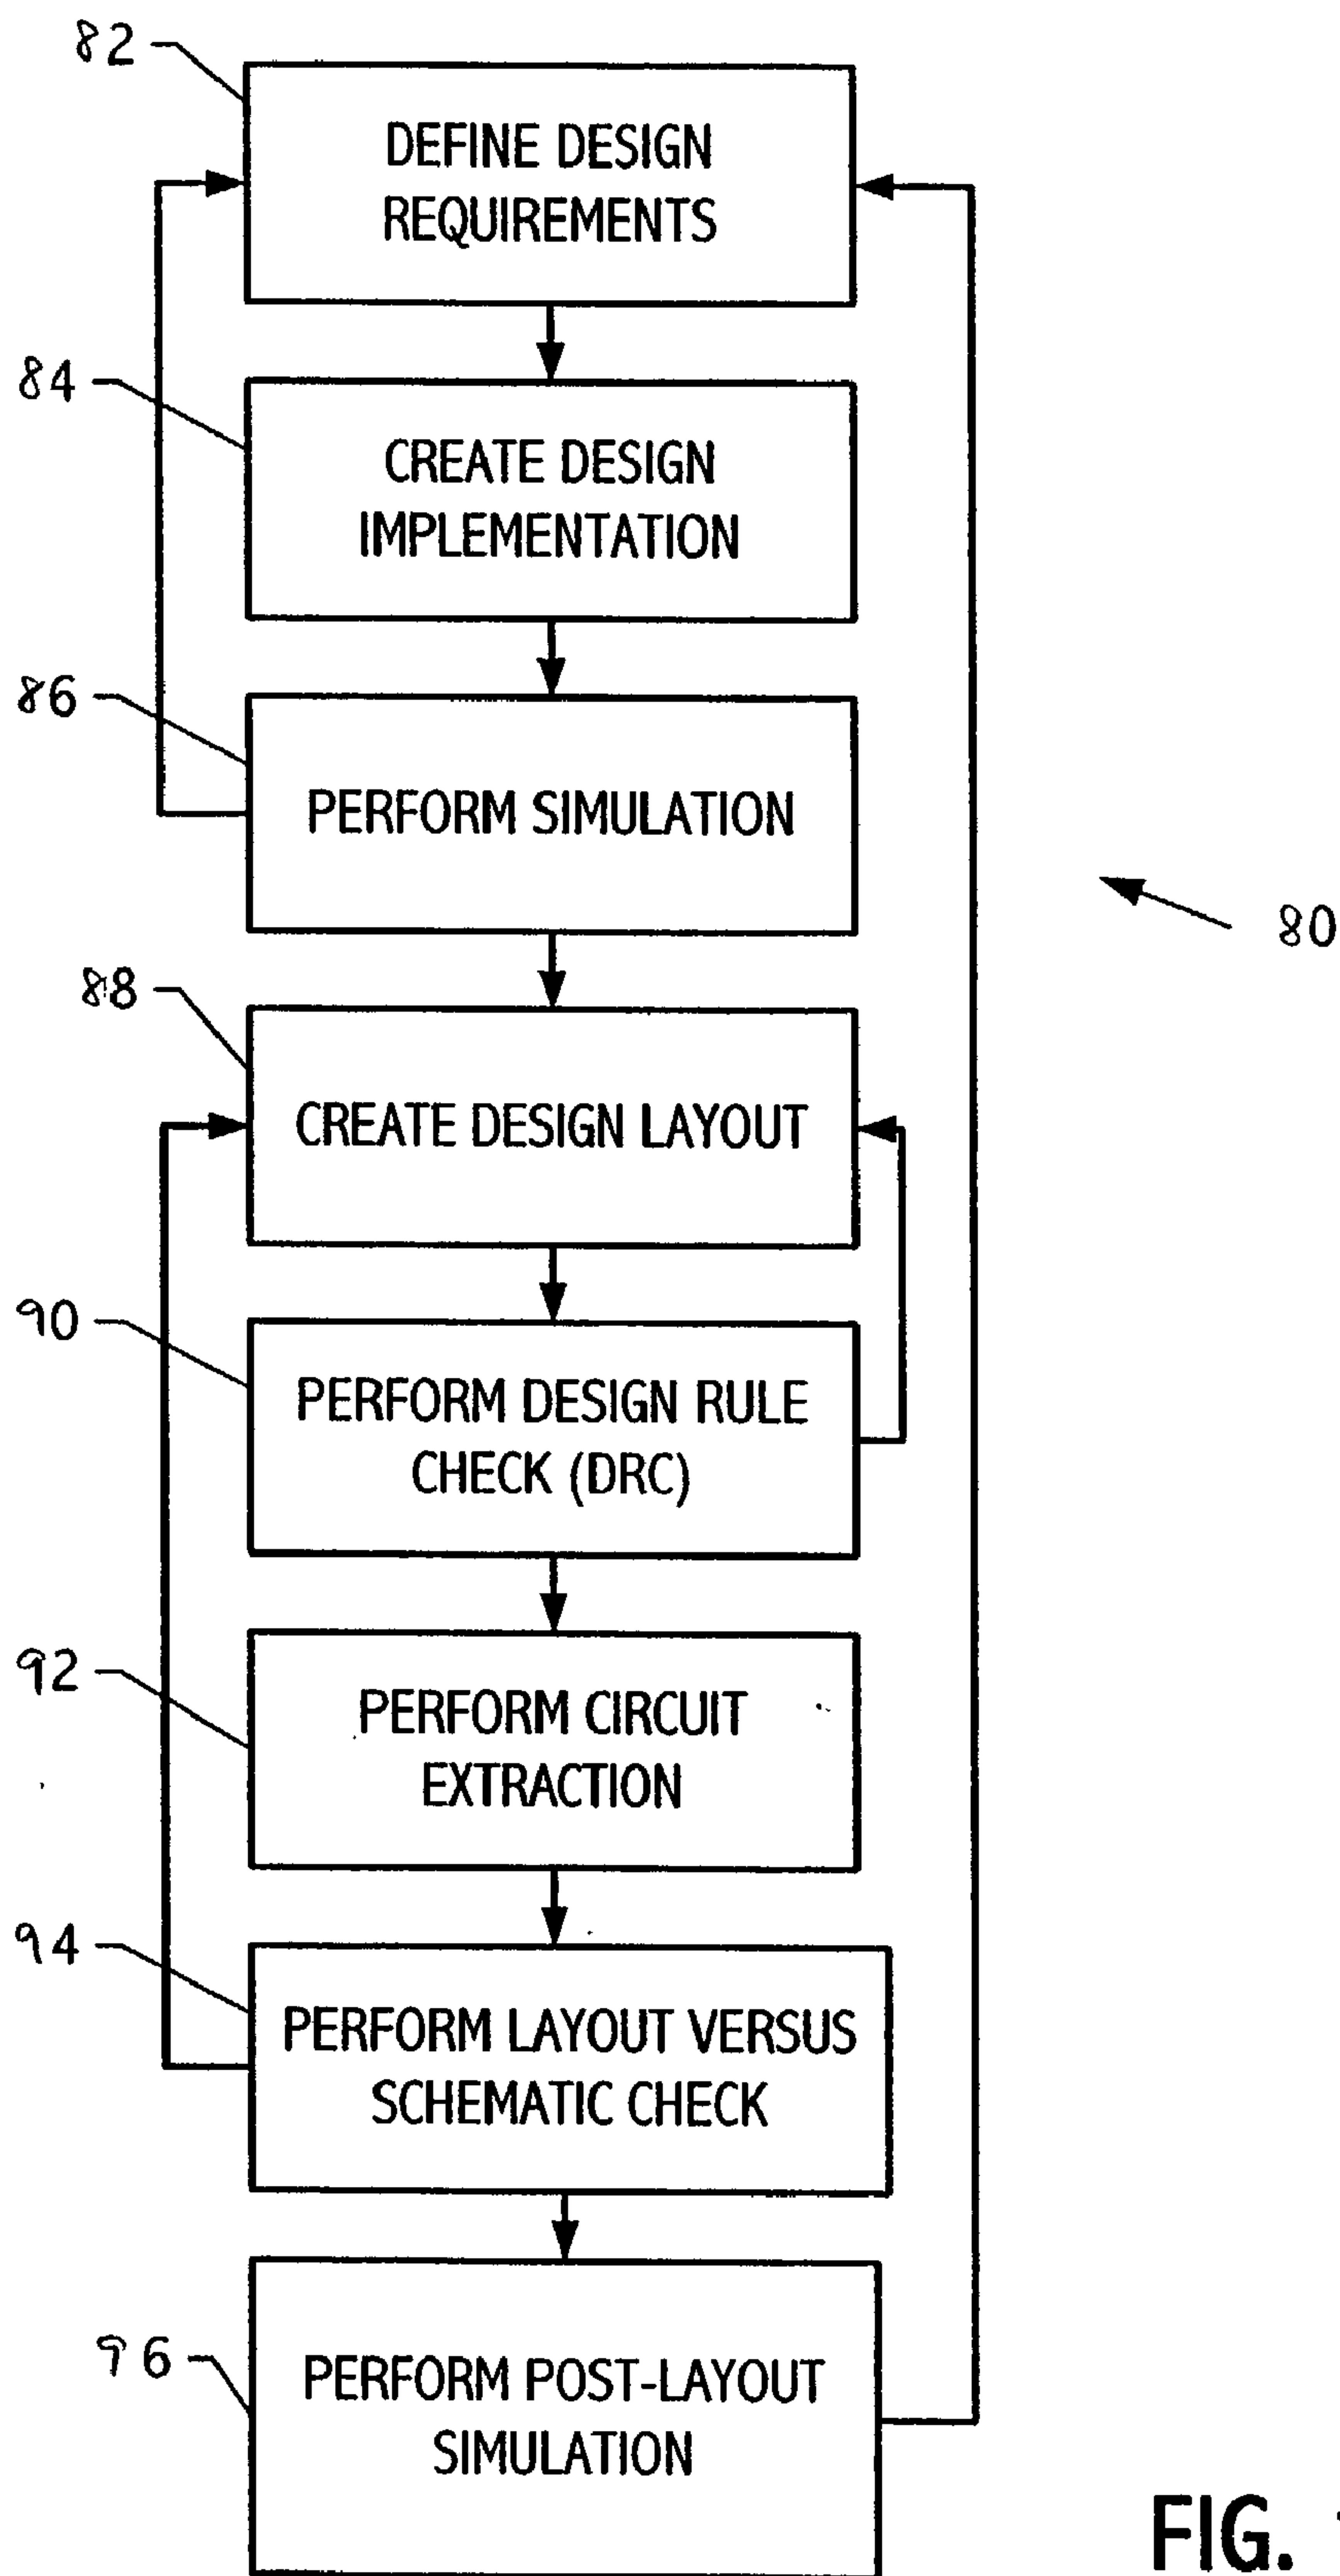 82
DEFINE DESIGN
REQUIREMENTS
84
CREATE DESIGN
IMPLEMENTATION
86
PERFORM SIMULATION
80
88
CREATE DESIGN LAYOUT
90
PERFORM DESIGN RULE
CHECK (DRC)
92
PERFORM CIRCUIT
EXTRACTION
94
PERFORM LAYOUT VERSUS
SCHEMATIC CHECK
96
PERFORM POST-LAYOUT
SIMULATION
FIG.